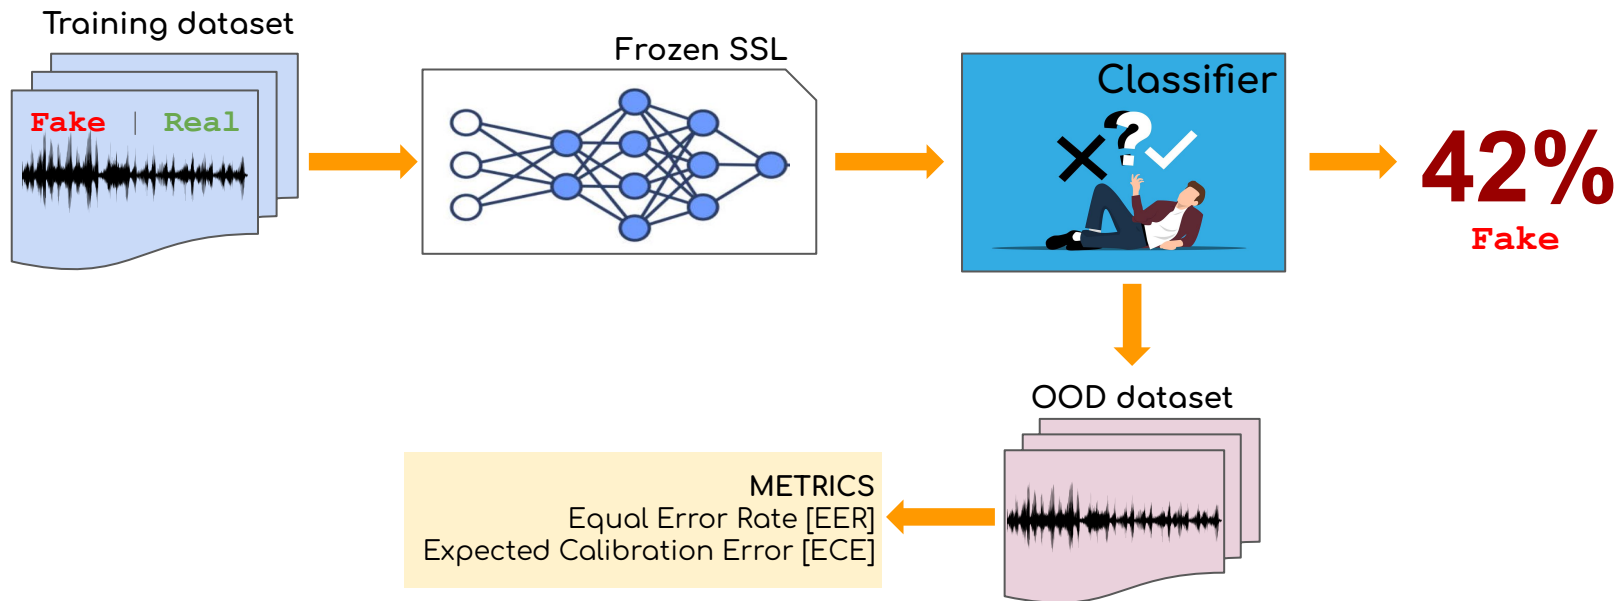 Training dataset
Fake | Real
Frozen SSL
Classifier
?
42%
Fake
OOD dataset
METRICS
Equal Error Rate [EER]
Expected Calibration Error [ECE]